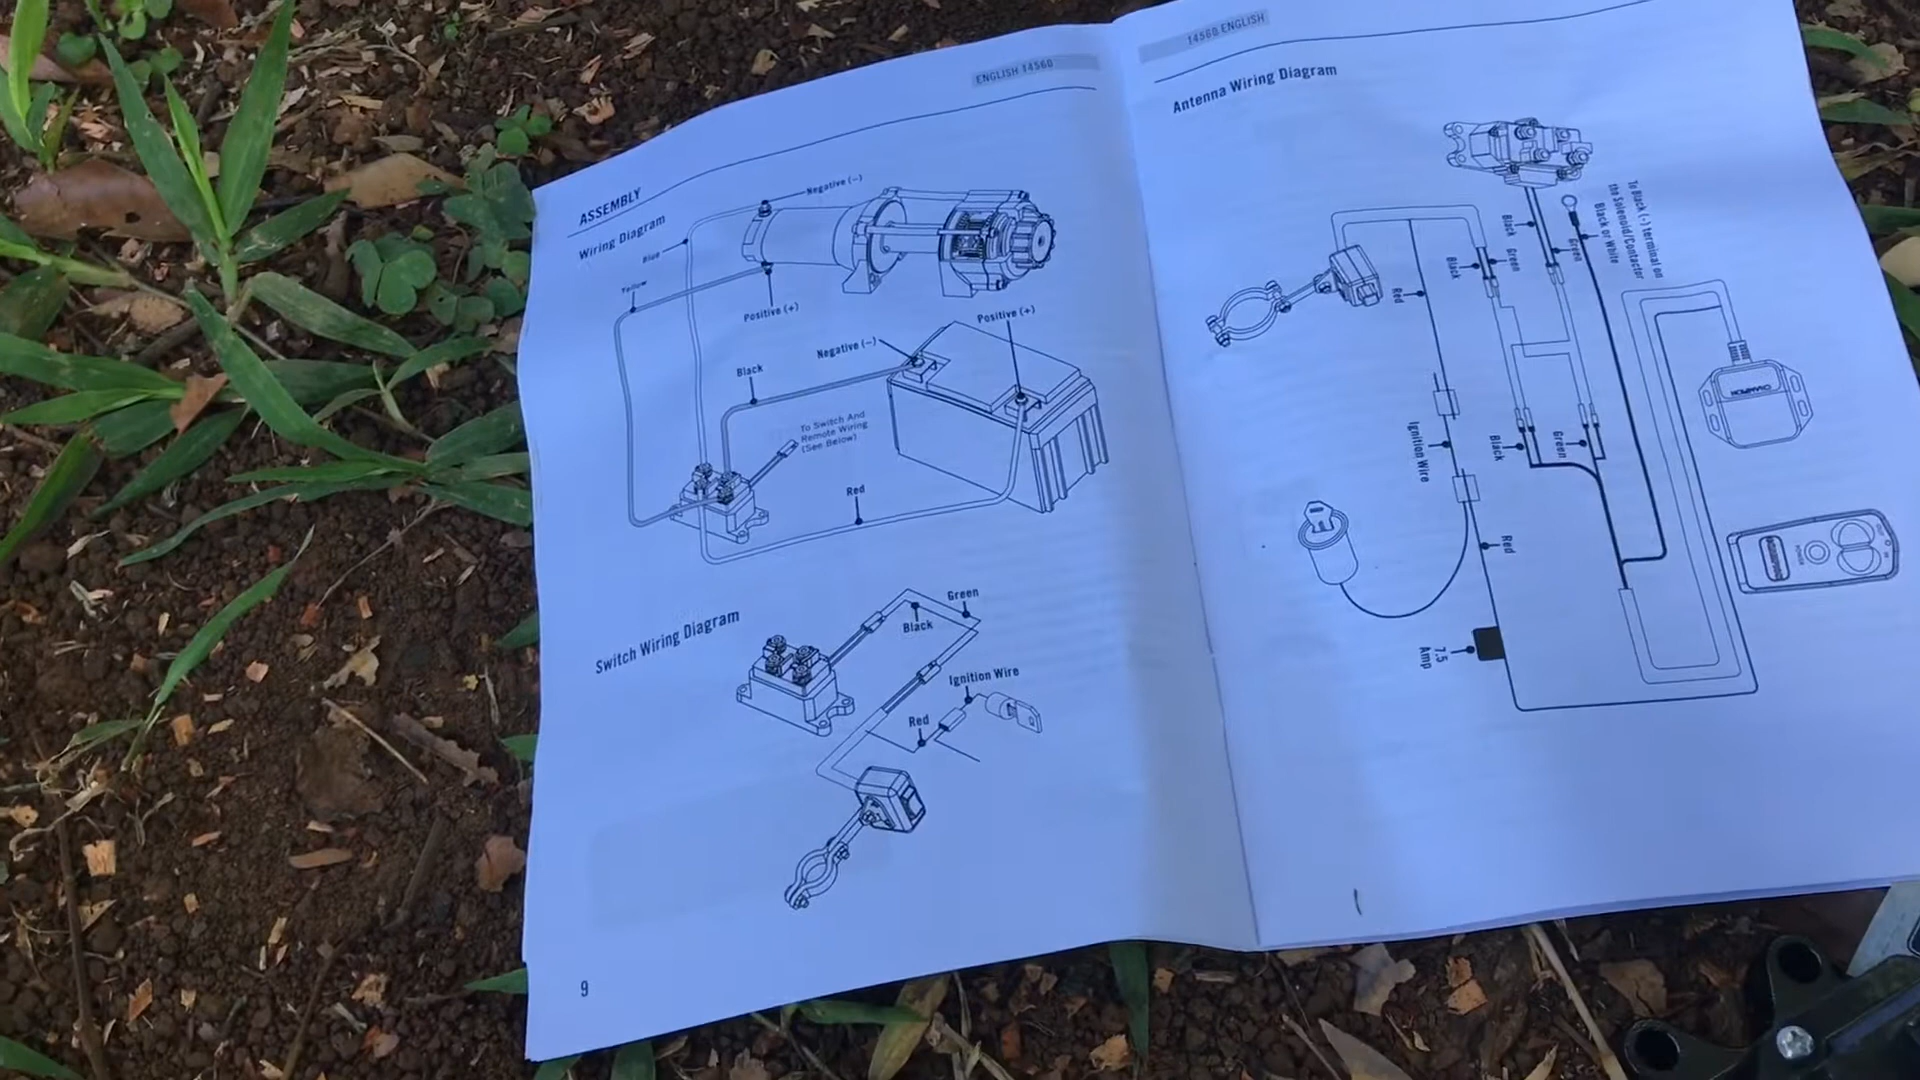 ENGLISH 14560
ASSEMBLY
Wiring Diagram
Negative (–)
Blue
Yellow
Positive (+)
Positive (+)
Negative (–)
Black
To Switch And
Remote Wiring
(See Below)
Red
Switch Wiring Diagram
Green
Black
Ignition Wire
Red
9
14560 ENGLISH
Antenna Wiring Diagram
To Black (-) terminal on
the Solenoid/Contactor
Black or White
Black
Green
Green
Black
Red
CHAMPION
Ignition Wire
Black
Green
Red
7.5
Amp